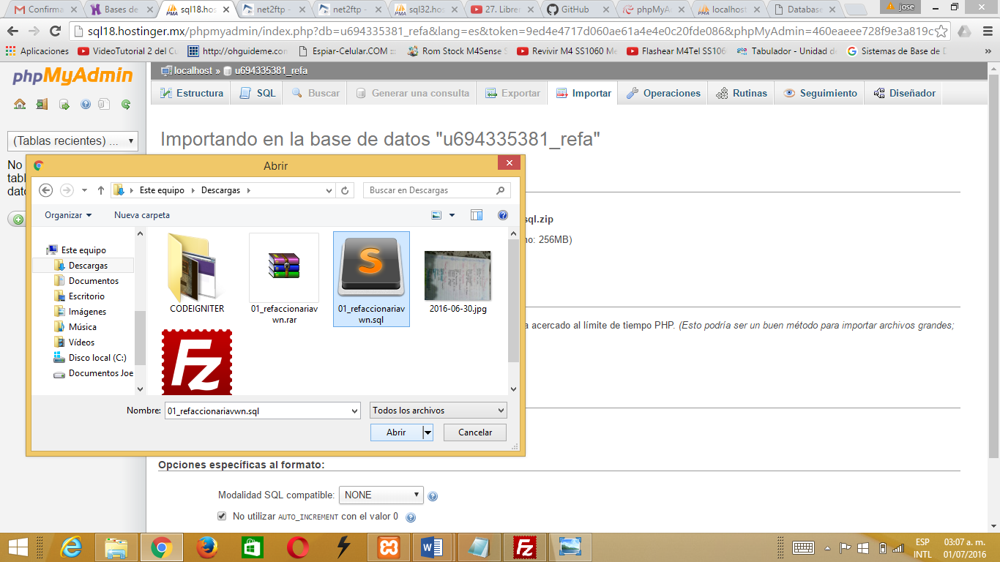 Confirma
Bases de
sql18.hos
net2ftp -
net2ftp -
sql32.hos
27. Librer
GitHub
phpMyA
localhost
Database
jose
sql18.hostinger.mx/phpmyadmin/index.php?db=u694335381_refa&lang=es&token=9ed4e4717d060ae61a4e4e0c20fde086&phpMyAdmin=460eaeee728f9e3a819c
Aplicaciones
VideoTutorial 2 del Cu
http://ohguideme.com
Espiar-Celular.COM :::
Rom Stock M4Sense S
Revivir M4 SS1060 Me
Flashear M4Tel SS106
Tabulador - Unidad de
Sistemas de Base de D
»
phpMyAdmin
localhost » u694335381_refa
Estructura
SQL
Buscar
Generar una consulta
Exportar
Importar
Operaciones
Rutinas
Seguimiento
Diseñador
(Tablas recientes) ...
Importando en la base de datos "u694335381_refa"
No
tabl
dato
Abrir
Este equipo
Descargas
Buscar en Descargas
Organizar
Nueva carpeta
Este equipo
Descargas
Documentos
Escritorio
Imágenes
Música
Vídeos
Disco local (C:)
Documentos Joe
CODEIGNITER
01_refaccionariav
wn.rar
01_refaccionariav
wn.sql
2016-06-30.jpg
Fz
Nombre:
01_refaccionariavwn.sql
Todos los archivos
Abrir
Cancelar
sql.zip
no: 256MB)
a acercado al límite de tiempo PHP. (Esto podría ser un buen método para importar archivos grandes;
Opciones específicas al formato:
Modalidad SQL compatible:
NONE
No utilizar AUTO_INCREMENT con el valor 0
ESP
INTL
03:07 a. m.
01/07/2016